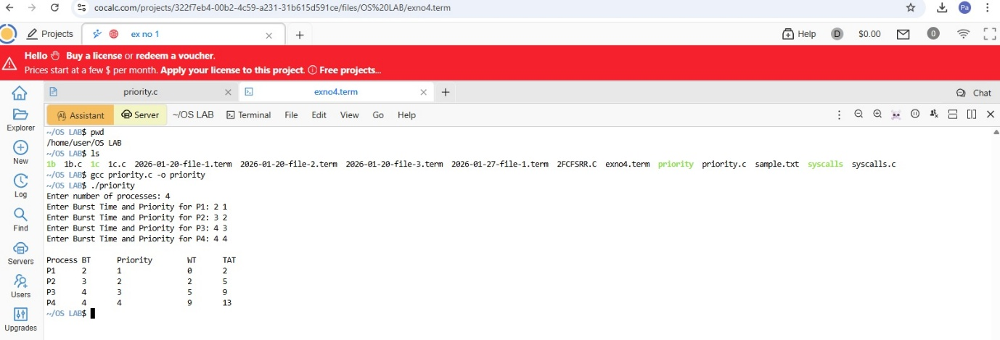 cocalc.com/projects/322f7eb4-00b2-4c59-a231-31b615d591ce/files/OS%20LAB/exno4.term
Pa
Projects
ex no 1
Help D $0.00 0
Hello Buy a license or redeem a voucher.
Prices start at a few $ per month. Apply your license to this project. Free projects...
priority.c
exno4.term
Chat
Assistant Server ~/OS LAB Terminal File Edit View Go Help
Explorer
New
Log
Find
Servers
Users
Upgrades
~/OS LAB$ pwd
/home/user/OS LAB
~/OS LAB$ ls
1b 1b.c 1c 1c.c 2026-01-20-file-1.term 2026-01-20-file-2.term 2026-01-20-file-3.term 2026-01-27-file-1.term 2FCFSRR.C exno4.term priority priority.c sample.txt syscalls syscalls.c
~/OS LAB$ gcc priority.c -o priority
~/OS LAB$ ./priority
Enter number of processes: 4
Enter Burst Time and Priority for P1: 2 1
Enter Burst Time and Priority for P2: 3 2
Enter Burst Time and Priority for P3: 4 3
Enter Burst Time and Priority for P4: 4 4
Process BT Priority WT TAT
P1 2 1 0 2
P2 3 2 2 5
P3 4 3 5 9
P4 4 4 9 13
~/OS LAB$